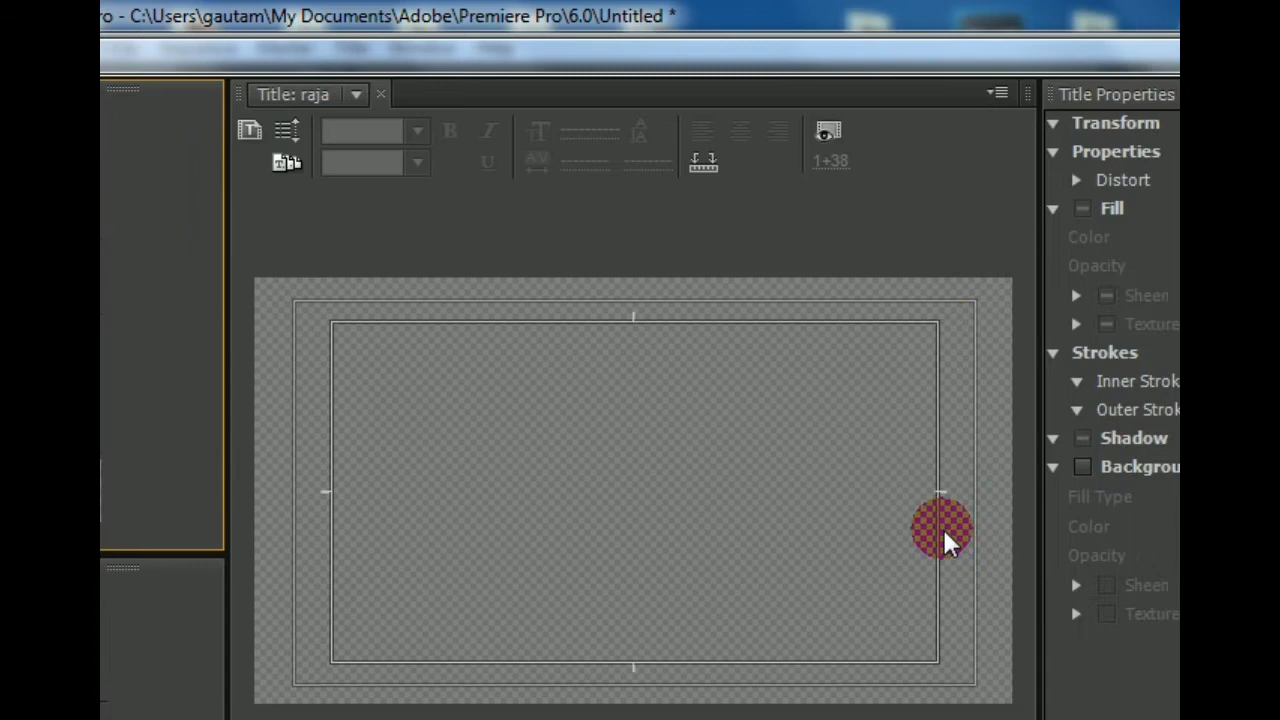 ro - C:\Users\gautam\My Documents\Adobe\Premiere Pro\6.0\Untitled *
Title: raja
Title Properties
B I
U
1+38
Transform
Properties
Distort
Fill
Color
Opacity
Sheen
Texture
Strokes
Inner Strok
Outer Strok
Shadow
Backgrou
Fill Type
Color
Opacity
Sheen
Texture